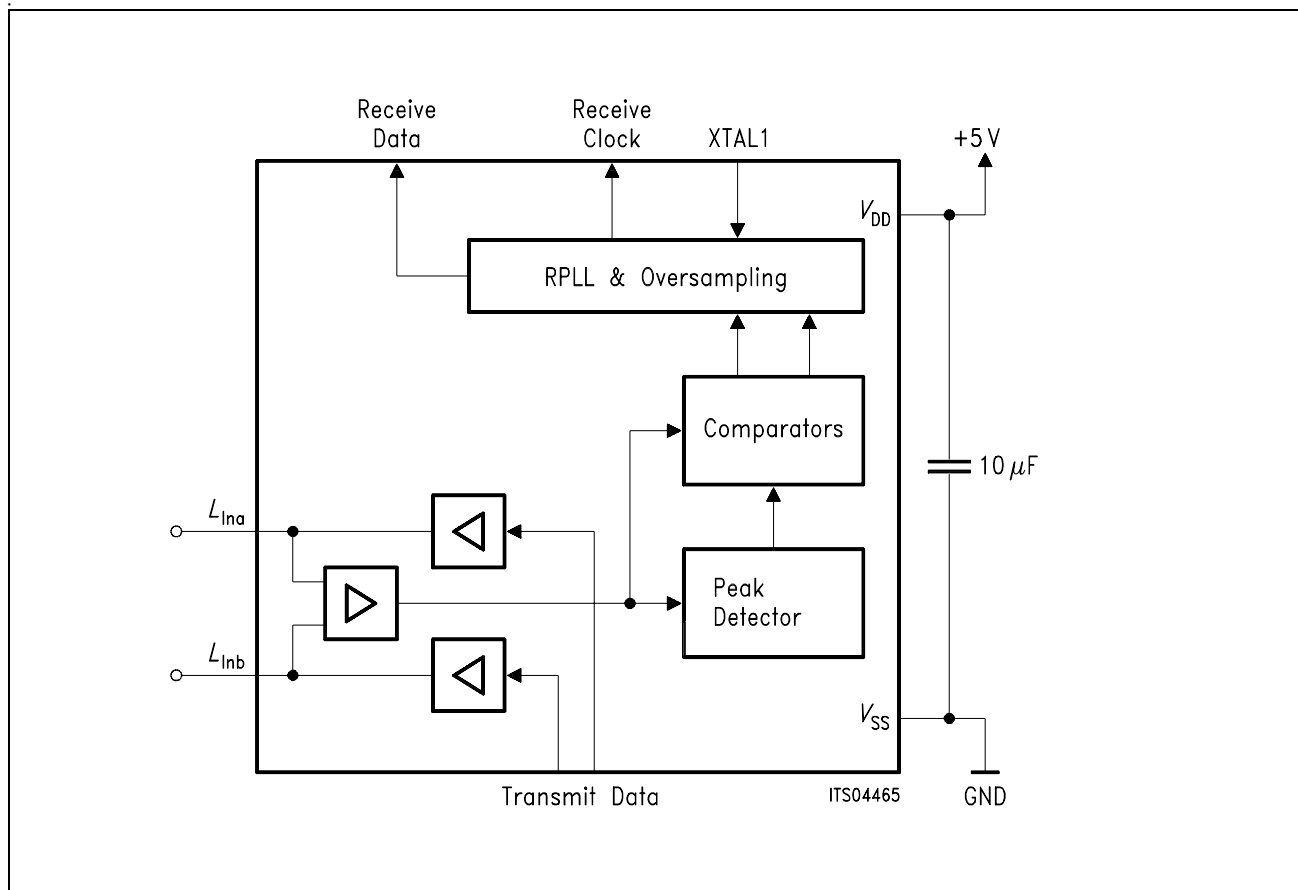 Receive
Data
Receive
Clock
XTAL1
+5 V
VDD
RPLL & Oversampling
Comparators
10 µF
LIna
Peak
Detector
LInb
VSS
Transmit Data
ITS04465
GND